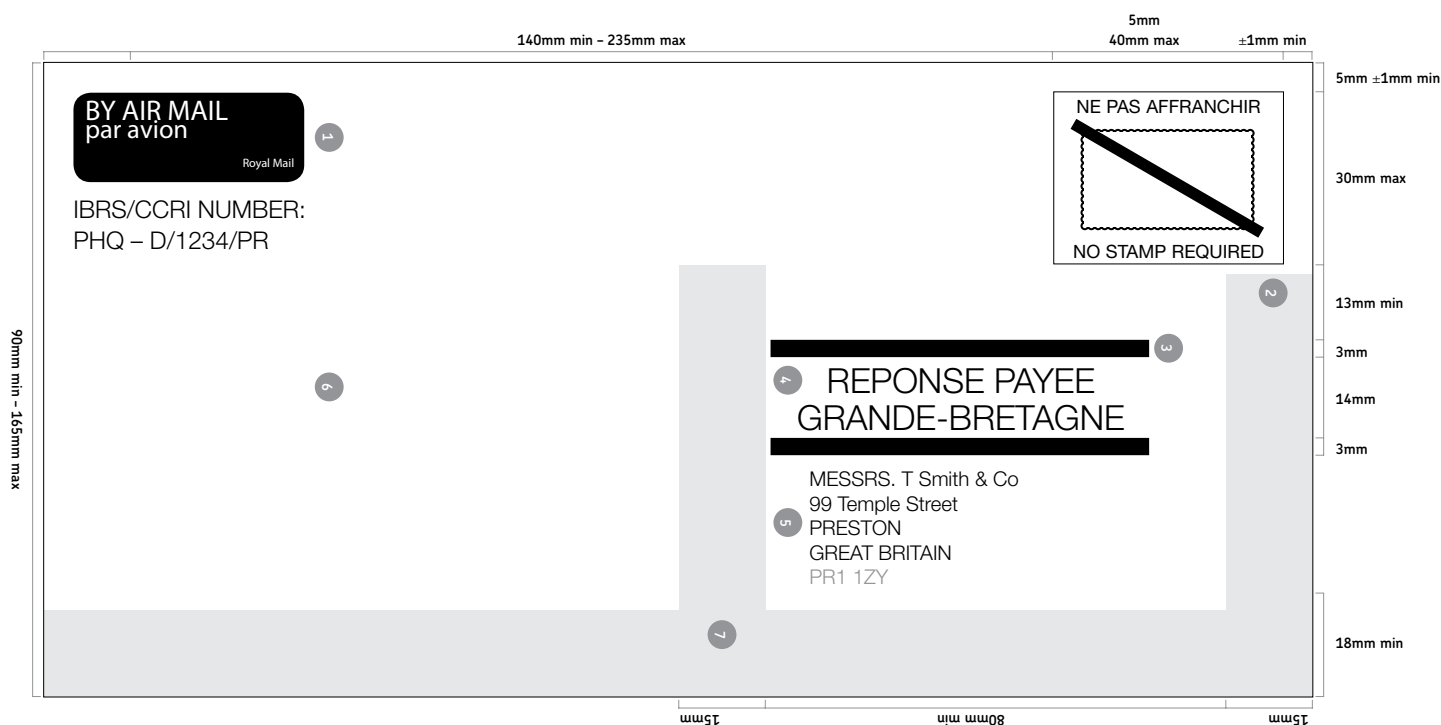 140mm min – 235mm max
5mm
40mm max
±1mm min
BY AIR MAIL
par avion
Royal Mail
1
IBRS/CCRI NUMBER:
PHQ – D/1234/PR
NE PAS AFFRANCHIR
NO STAMP REQUIRED
5mm ±1mm min
30mm max
2
13mm min
3
3mm
4
REPONSE PAYEE
GRANDE-BRETAGNE
14mm
3mm
6
90mm min – 165mm max
5
MESSRS. T Smith & Co
99 Temple Street
PRESTON
GREAT BRITAIN
PR1 1ZY
7
18mm min
15mm
80mm min
15mm